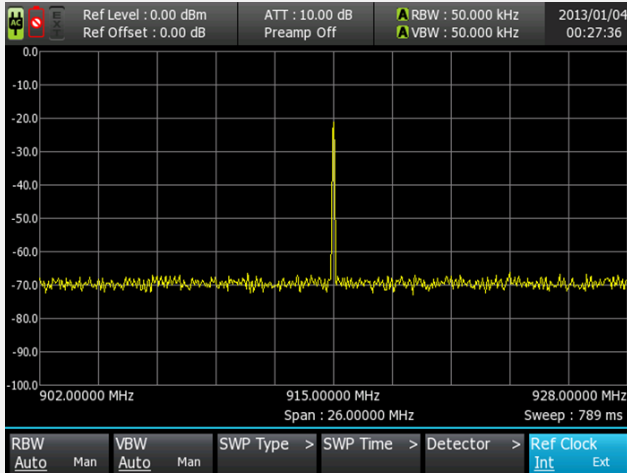 AC
EXT
Ref Level : 0.00 dBm
Ref Offset : 0.00 dB
ATT : 10.00 dB
Preamp Off
A RBW : 50.000 kHz
A VBW : 50.000 kHz
2013/01/04
00:27:36
0.0
-10.0
-20.0
-30.0
-40.0
-50.0
-60.0
-70.0
-80.0
-90.0
-100.0
902.00000 MHz
915.00000 MHz
928.00000 MHz
Span : 26.00000 MHz
Sweep : 789 ms
RBW
Auto Man
VBW
Auto Man
SWP Type >
SWP Time >
Detector >
Ref Clock
Int Ext